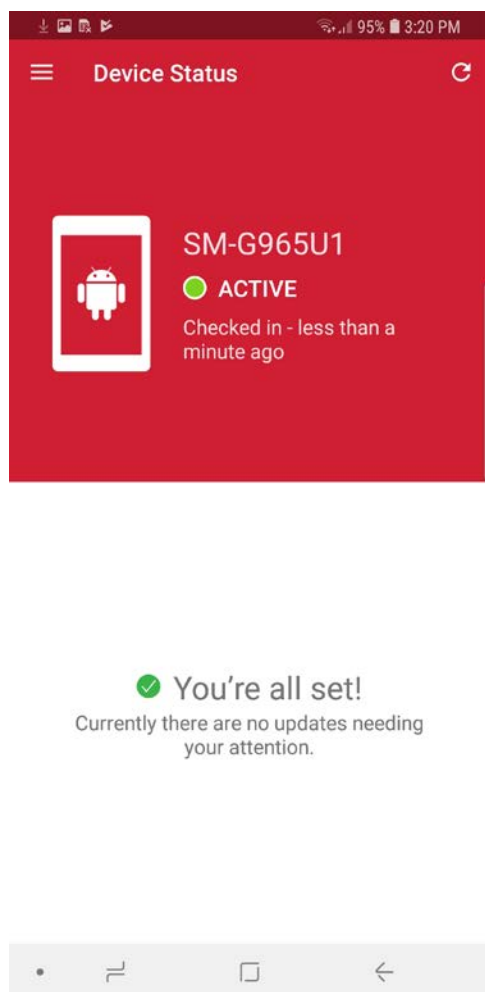 95% 3:20 PM
Device Status
SM-G965U1
ACTIVE
Checked in - less than a
minute ago
You're all set!
Currently there are no updates needing
your attention.